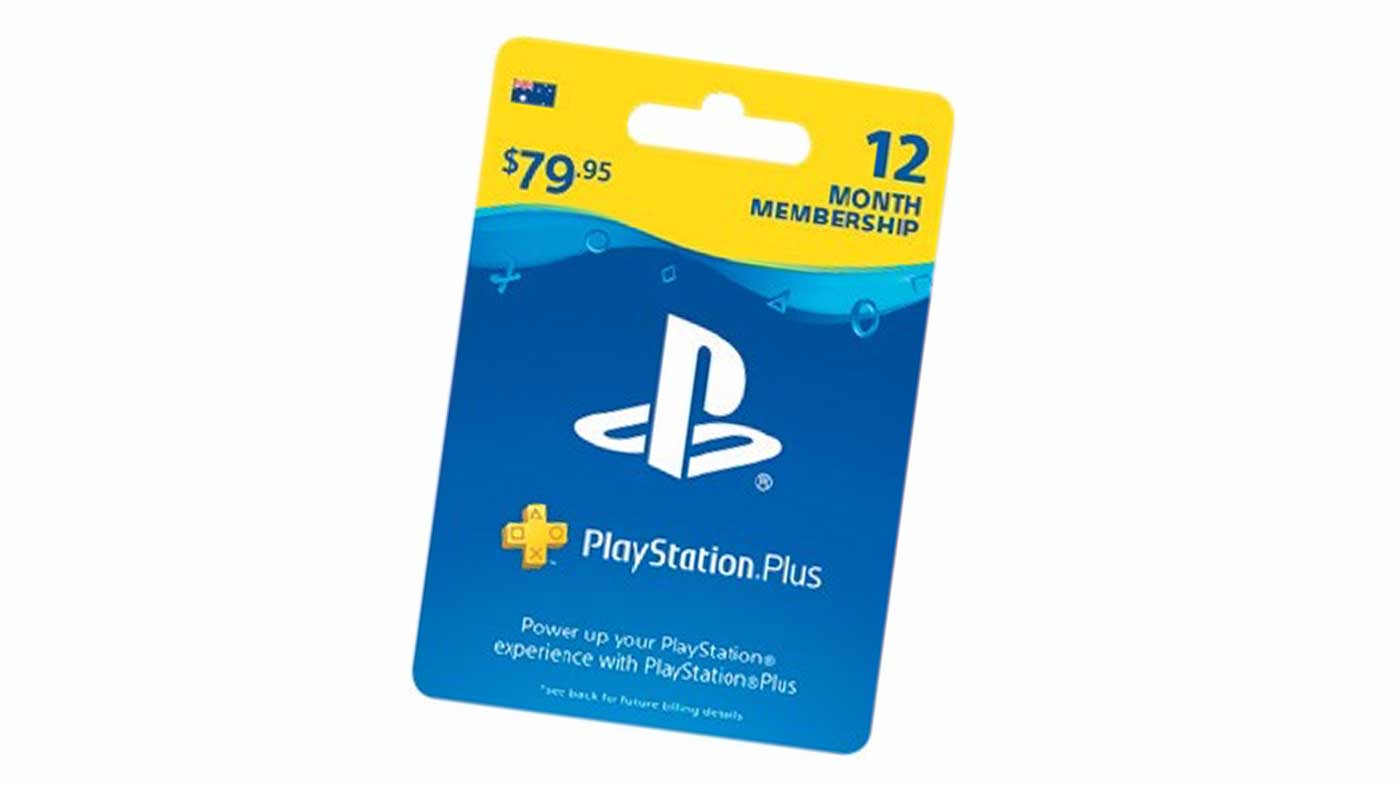 $79.95
12
MONTH
MEMBERSHIP
PlayStation.Plus
Power up your PlayStation®
experience with PlayStation®Plus
*see back for future billing details